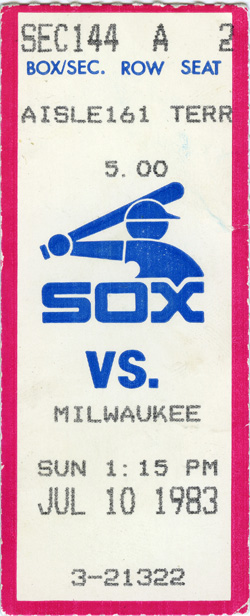 SEC144 A 2
BOX/SEC. ROW SEAT
AISLE161 TERR
5.00
SOX
VS.
MILWAUKEE
SUN 1:15 PM
JUL 10 1983
3-21322